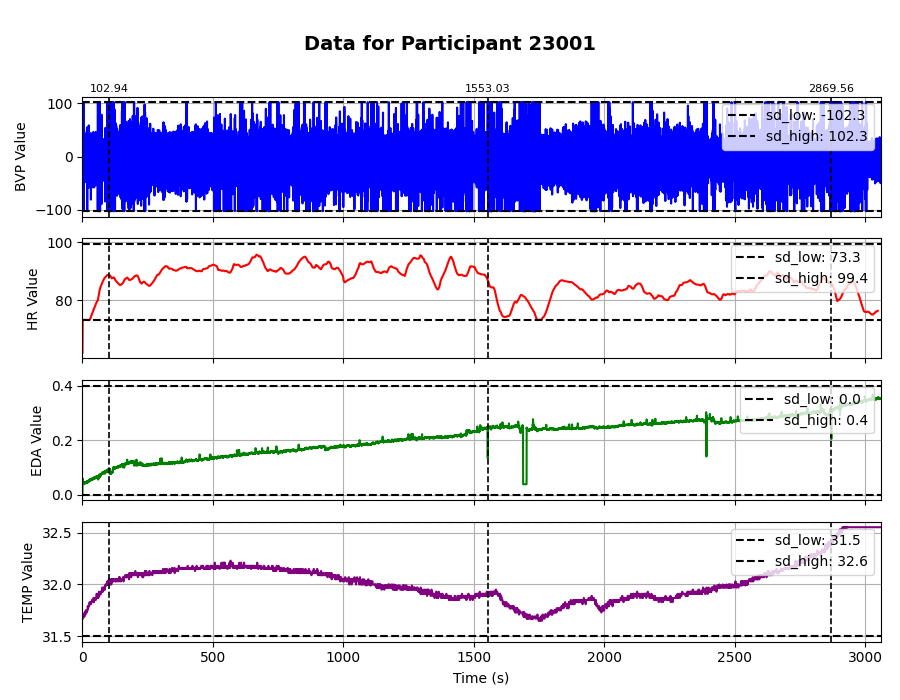 Data for Participant 23001
102.94 1553.03 2869.56
BVP Value
100
0
−100
sd_low: -102.3
sd_high: 102.3
HR Value
100
80
sd_low: 73.3
sd_high: 99.4
EDA Value
0.4
0.2
0.0
sd_low: 0.0
sd_high: 0.4
TEMP Value
32.5
32.0
31.5
sd_low: 31.5
sd_high: 32.6
0 500 1000 1500 2000 2500 3000
Time (s)